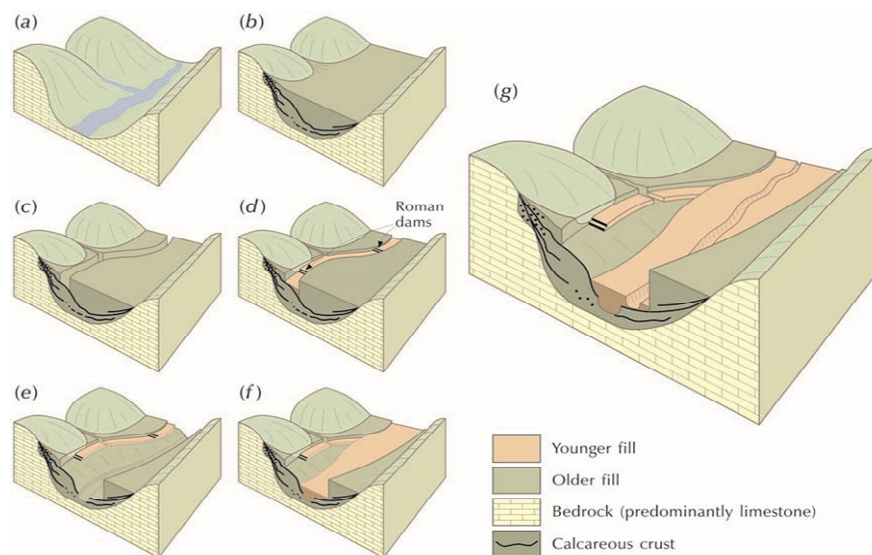 (a)
(b)
(g)
(c)
(d)
Roman
dams
(e)
(f)
Younger fill
Older fill
Bedrock (predominantly limestone)
Calcareous crust